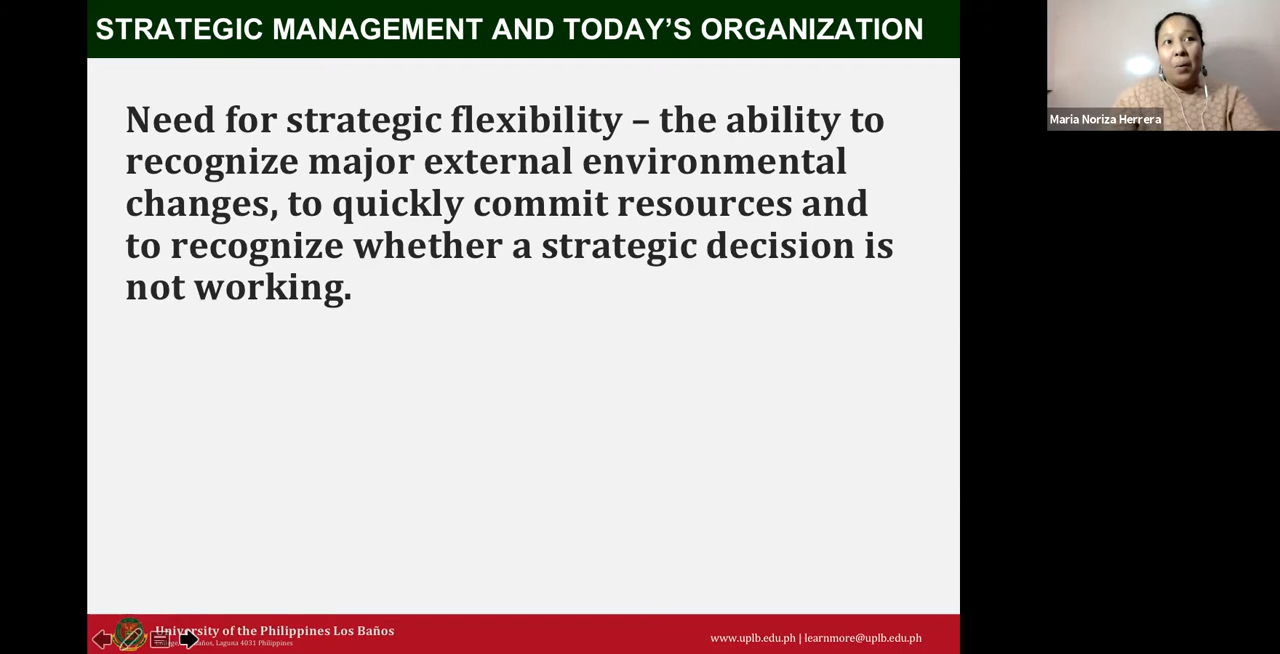 STRATEGIC MANAGEMENT AND TODAY'S ORGANIZATION
Maria Noriza Herrera
Need for strategic flexibility – the ability to
recognize major external environmental
changes, to quickly commit resources and
to recognize whether a strategic decision is
not working.
University of the Philippines Los Baños
Laguna 4031 Philippines
www.uplb.edu.ph | learnmore@uplb.edu.ph